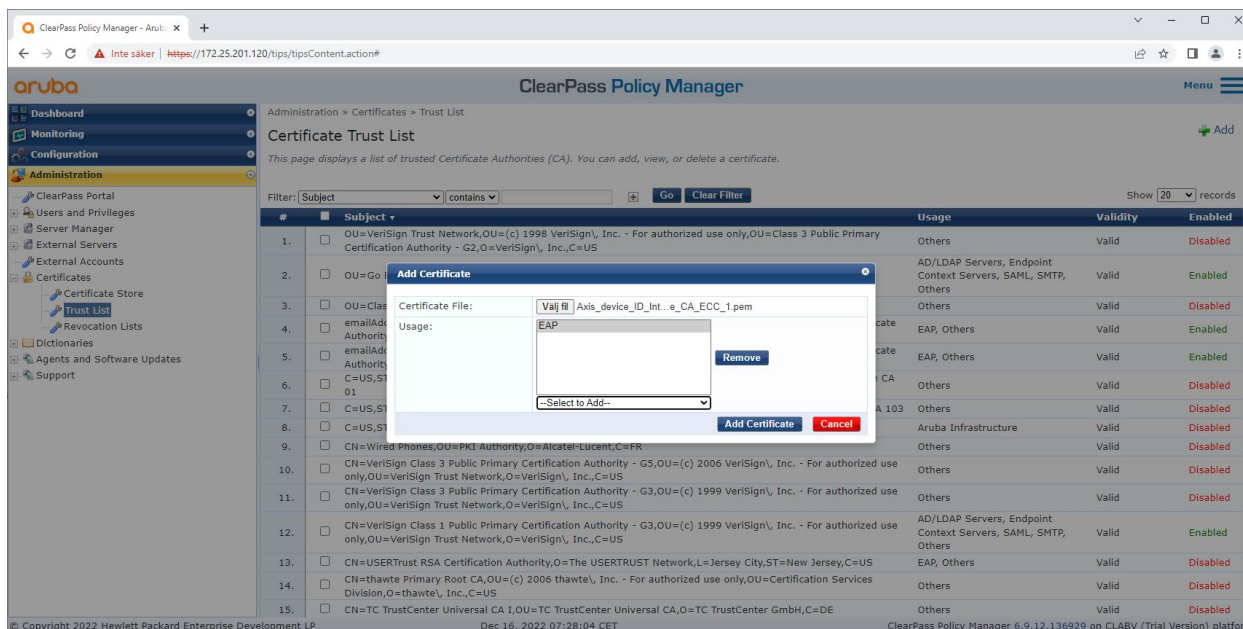 ClearPass Policy Manager - Arub
Inte säker | https://172.25.201.120/tips/tipsContent.action#
aruba
ClearPass Policy Manager
Menu
Dashboard
Monitoring
Configuration
Administration
ClearPass Portal
Users and Privileges
Server Manager
External Servers
External Accounts
Certificates
Certificate Store
Trust List
Revocation Lists
Dictionaries
Agents and Software Updates
Support
Administration » Certificates » Trust List
Certificate Trust List
Add
This page displays a list of trusted Certificate Authorities (CA). You can add, view, or delete a certificate.
Filter: Subject contains Go Clear Filter Show 20 records
# Subject Usage Validity Enabled
1. OU=VeriSign Trust Network,OU=(c) 1998 VeriSign\, Inc. - For authorized use only,OU=Class 3 Public Primary
Certification Authority - G2,O=VeriSign\, Inc.,C=US
Others Valid Disabled
2. OU=Go
AD/LDAP Servers, Endpoint
Context Servers, SAML, SMTP,
Others
Valid Enabled
3. OU=Clas Others Valid Disabled
4. emailAdd cate
Authority
EAP, Others Valid Enabled
5. emailAdd cate
Authority
EAP, Others Valid Enabled
6. C=US,ST CA
01
Others Valid Disabled
7. C=US,ST A 103 Others Valid Disabled
8. C=US,ST Aruba Infrastructure Valid Disabled
9. CN=Wired Phones,OU=PKI Authority,O=Alcatel-Lucent,C=FR Others Valid Disabled
10. CN=VeriSign Class 3 Public Primary Certification Authority - G5,OU=(c) 2006 VeriSign\, Inc. - For authorized use
only,OU=VeriSign Trust Network,O=VeriSign\, Inc.,C=US
Others Valid Disabled
11. CN=VeriSign Class 3 Public Primary Certification Authority - G3,OU=(c) 1999 VeriSign\, Inc. - For authorized use
only,OU=VeriSign Trust Network,O=VeriSign\, Inc.,C=US
Others Valid Disabled
12. CN=VeriSign Class 1 Public Primary Certification Authority - G3,OU=(c) 1999 VeriSign\, Inc. - For authorized use
only,OU=VeriSign Trust Network,O=VeriSign\, Inc.,C=US
AD/LDAP Servers, Endpoint
Context Servers, SAML, SMTP,
Others
Valid Enabled
13. CN=USERTrust RSA Certification Authority,O=The USERTRUST Network,L=Jersey City,ST=New Jersey,C=US EAP, Others Valid Disabled
14. CN=thawte Primary Root CA,OU=(c) 2006 thawte\, Inc. - For authorized use only,OU=Certification Services
Division,O=thawte\, Inc.,C=US
Others Valid Disabled
15. CN=TC TrustCenter Universal CA I,OU=TC TrustCenter Universal CA,O=TC TrustCenter GmbH,C=DE Others Valid Disabled
Add Certificate
Certificate File: Välj fil Axis_device_ID_Int...e_CA_ECC_1.pem
Usage: EAP
Remove
--Select to Add--
Add Certificate Cancel
© Copyright 2022 Hewlett Packard Enterprise Development LP Dec 16, 2022 07:28:04 CET ClearPass Policy Manager 6.9.12.136929 on CLABV (Trial Version) platfor